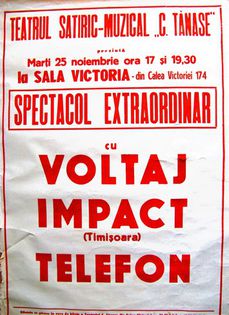 TEATRUL SATIRIC-MUZICAL „C. TĂNASE"
prezintă
Marti 25 noiembrie ora 17 și 19,30
la SALA VICTORIA - din Calea Victoriei 174
SPECTACOL EXTRAORDINAR
cu
VOLTAJ
IMPACT
(Timișoara)
TELEFON